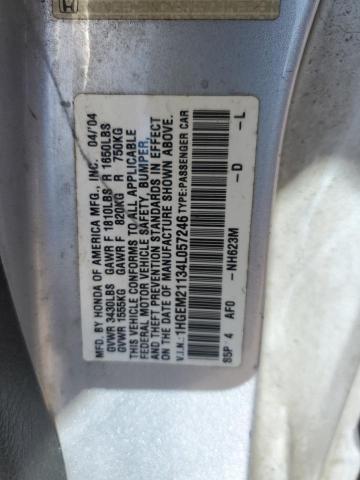 MFD. BY HONDA OF AMERICA MFG., INC. 04/'04
GVWR 3430LBS GAWR F 1810LBS R 1650LBS
GVWR 1555KG GAWR F 820KG R 750KG
THIS VEHICLE CONFORMS TO ALL APPLICABLE
FEDERAL MOTOR VEHICLE SAFETY, BUMPER,
AND THEFT PREVENTION STANDARDS IN EFFECT
ON THE DATE OF MANUFACTURE SHOWN ABOVE.
V.I.N.: 1HGEM21134L057246 TYPE: PASSENGER CAR
S5P 4 AF0 -NH623M -D -L